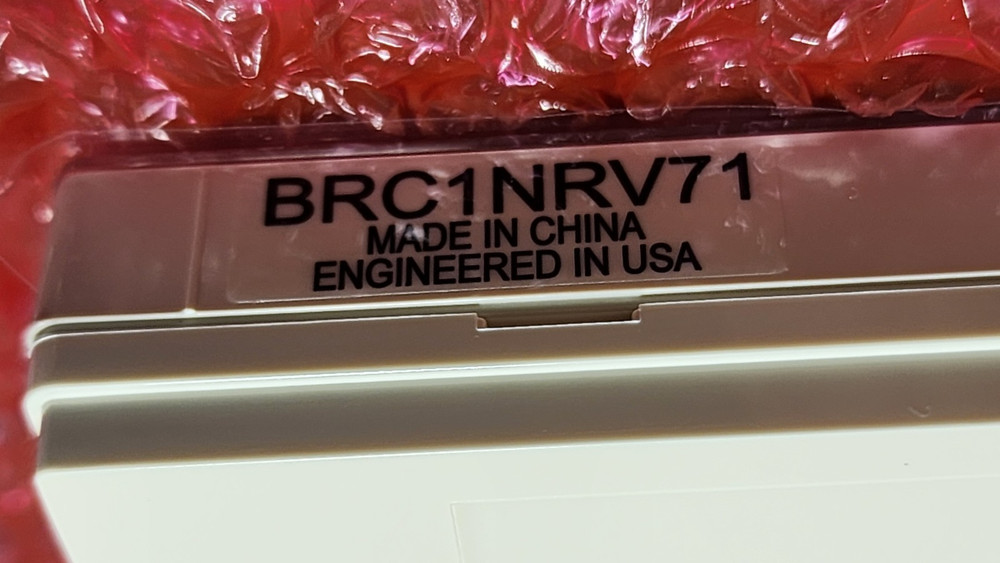 BRC1NRV71
MADE IN CHINA
ENGINEERED IN USA